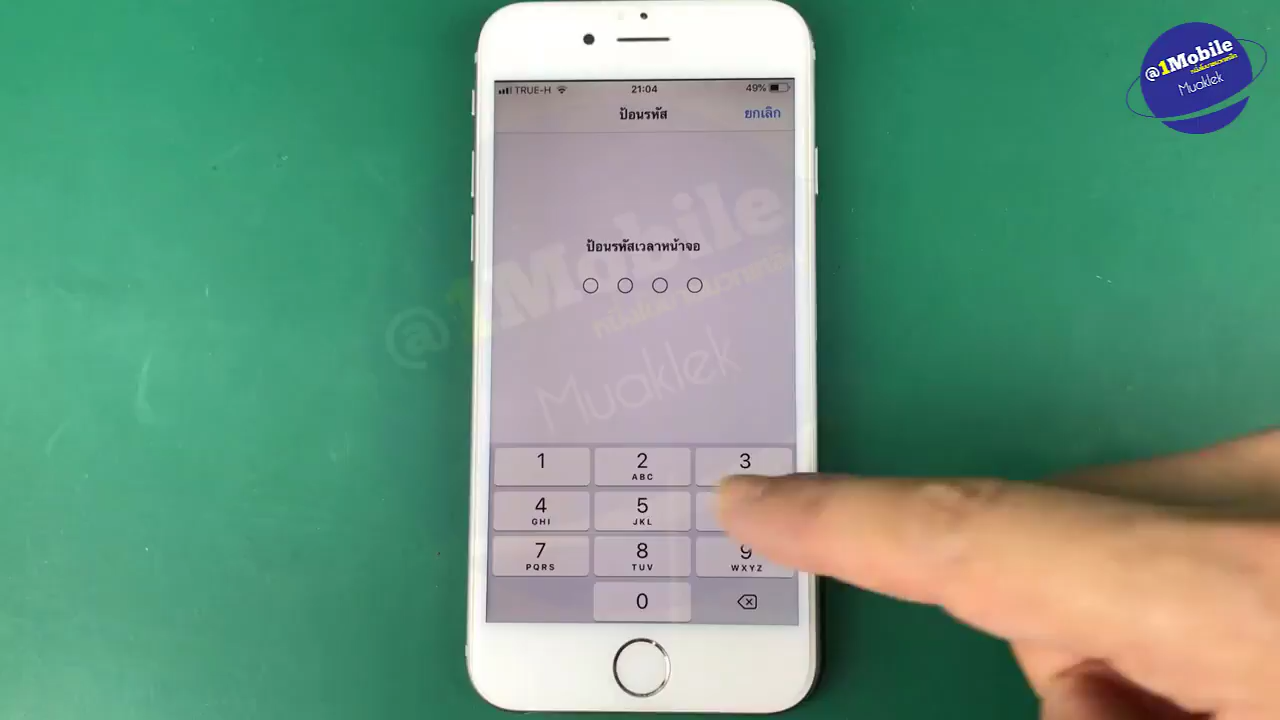 TRUE-H 21:04 49%
ป้อนรหัส ยกเลิก
ป้อนรหัสเวลาหน้าจอ
1 2 3
ABC
4 5
GHI JKL
7 8 9
PQRS TUV WXYZ
0
@1Mobile
Muaklek
@1Mobile
Muaklek